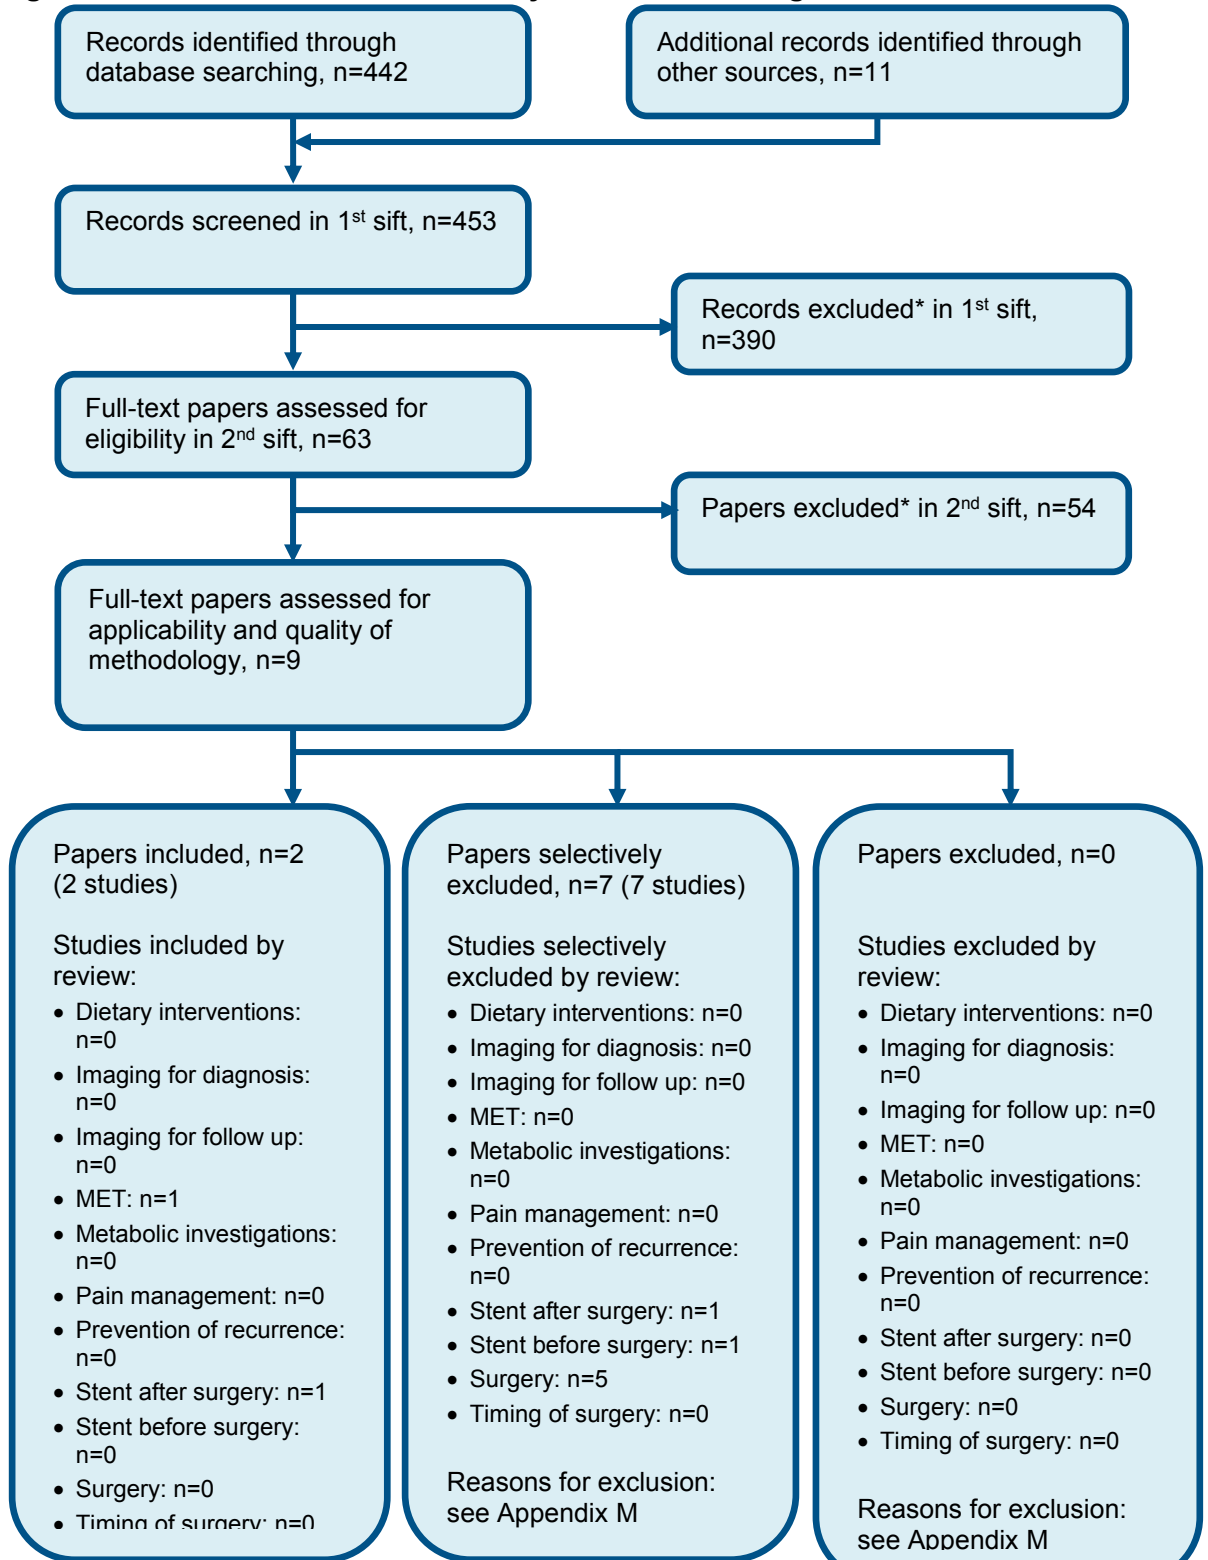 Records identified through
database searching, n=442
Additional records identified through
other sources, n=11
Records screened in 1st sift, n=453
Records excluded* in 1st sift,
n=390
Full-text papers assessed for
eligibility in 2nd sift, n=63
Papers excluded* in 2nd sift, n=54
Full-text papers assessed for
applicability and quality of
methodology, n=9
Papers included, n=2
(2 studies)
Studies included by
review:
• Dietary interventions:
n=0
• Imaging for diagnosis:
n=0
• Imaging for follow up:
n=0
• MET: n=1
• Metabolic investigations:
n=0
• Pain management: n=0
• Prevention of recurrence:
n=0
• Stent after surgery: n=1
• Stent before surgery:
n=0
• Surgery: n=0
• Timing of surgery: n=0
Papers selectively
excluded, n=7 (7 studies)
Studies selectively
excluded by review:
• Dietary interventions: n=0
• Imaging for diagnosis: n=0
• Imaging for follow up: n=0
• MET: n=0
• Metabolic investigations:
n=0
• Pain management: n=0
• Prevention of recurrence:
n=0
• Stent after surgery: n=1
• Stent before surgery: n=1
• Surgery: n=5
• Timing of surgery: n=0
Reasons for exclusion:
see Appendix M
Papers excluded, n=0
Studies excluded by
review:
• Dietary interventions: n=0
• Imaging for diagnosis:
n=0
• Imaging for follow up: n=0
• MET: n=0
• Metabolic investigations:
n=0
• Pain management: n=0
• Prevention of recurrence:
n=0
• Stent after surgery: n=0
• Stent before surgery: n=0
• Surgery: n=0
• Timing of surgery: n=0
Reasons for exclusion:
see Appendix M